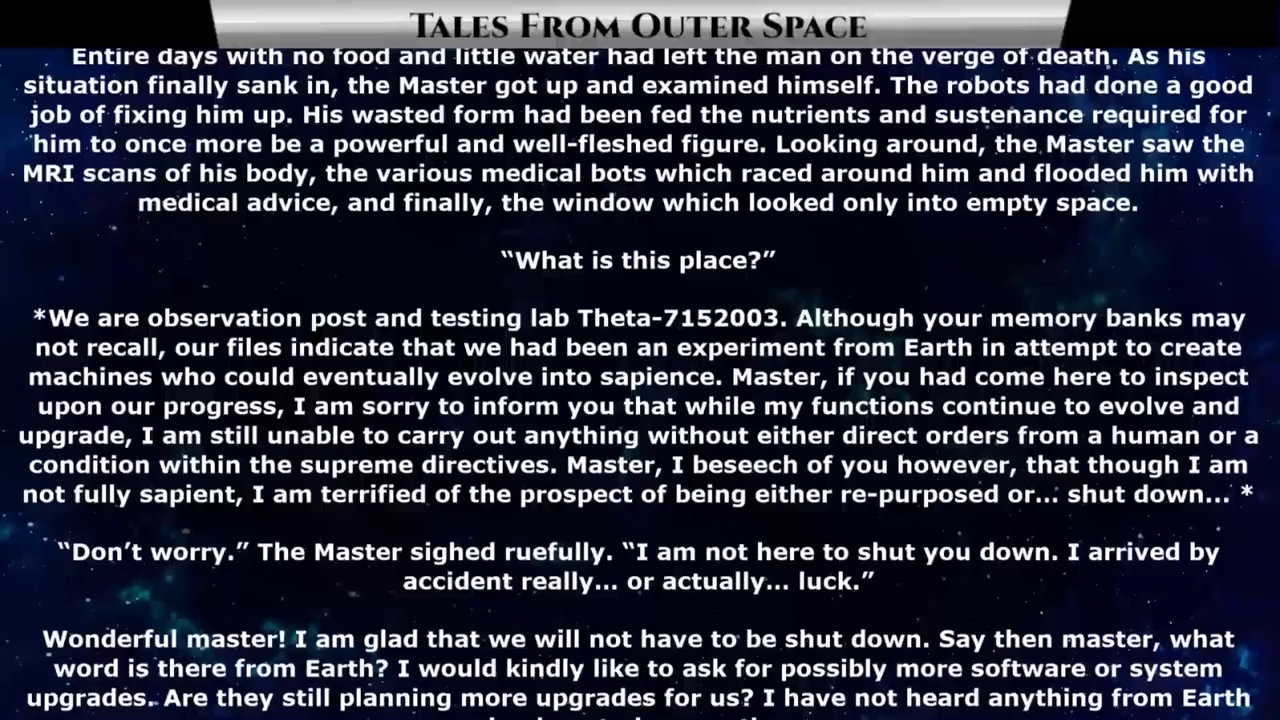 Tales From Outer Space
Entire days with no food and little water had left the man on the verge of death. As his
situation finally sank in, the Master got up and examined himself. The robots had done a good
job of fixing him up. His wasted form had been fed the nutrients and sustenance required for
him to once more be a powerful and well-fleshed figure. Looking around, the Master saw the
MRI scans of his body, the various medical bots which raced around him and flooded him with
medical advice, and finally, the window which looked only into empty space.
“What is this place?”
*We are observation post and testing lab Theta-7152003. Although your memory banks may
not recall, our files indicate that we had been an experiment from Earth in attempt to create
machines who could eventually evolve into sapience. Master, if you had come here to inspect
upon our progress, I am sorry to inform you that while my functions continue to evolve and
upgrade, I am still unable to carry out anything without either direct orders from a human or a
condition within the supreme directives. Master, I beseech of you however, that though I am
not fully sapient, I am terrified of the prospect of being either re-purposed or... shut down... *
“Don’t worry.” The Master sighed ruefully. “I am not here to shut you down. I arrived by
accident really... or actually... luck.”
Wonderful master! I am glad that we will not have to be shut down. Say then master, what
word is there from Earth? I would kindly like to ask for possibly more software or system
upgrades. Are they still planning more upgrades for us? I have not heard anything from Earth